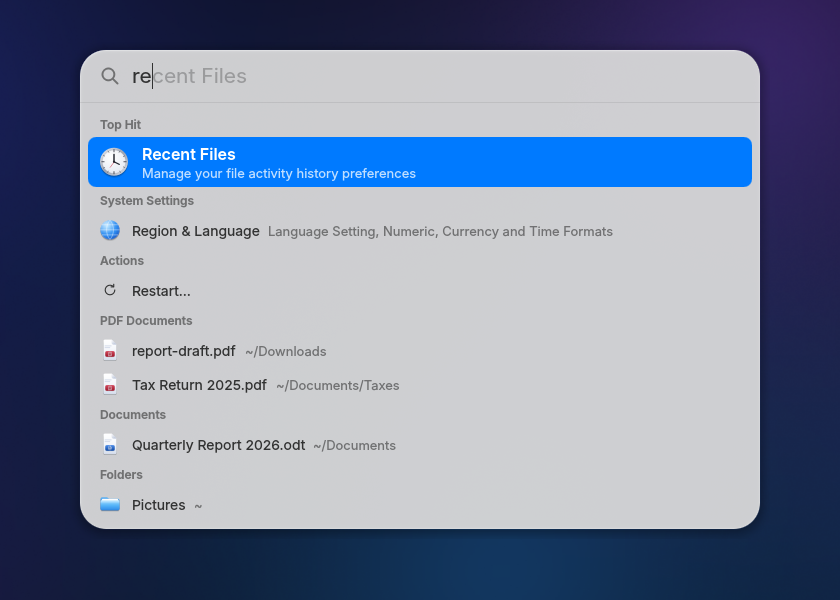 recent Files
Top Hit
Recent Files
Manage your file activity history preferences
System Settings
Region & Language Language Setting, Numeric, Currency and Time Formats
Actions
Restart...
PDF Documents
report-draft.pdf ~/Downloads
Tax Return 2025.pdf ~/Documents/Taxes
Documents
Quarterly Report 2026.odt ~/Documents
Folders
Pictures ~